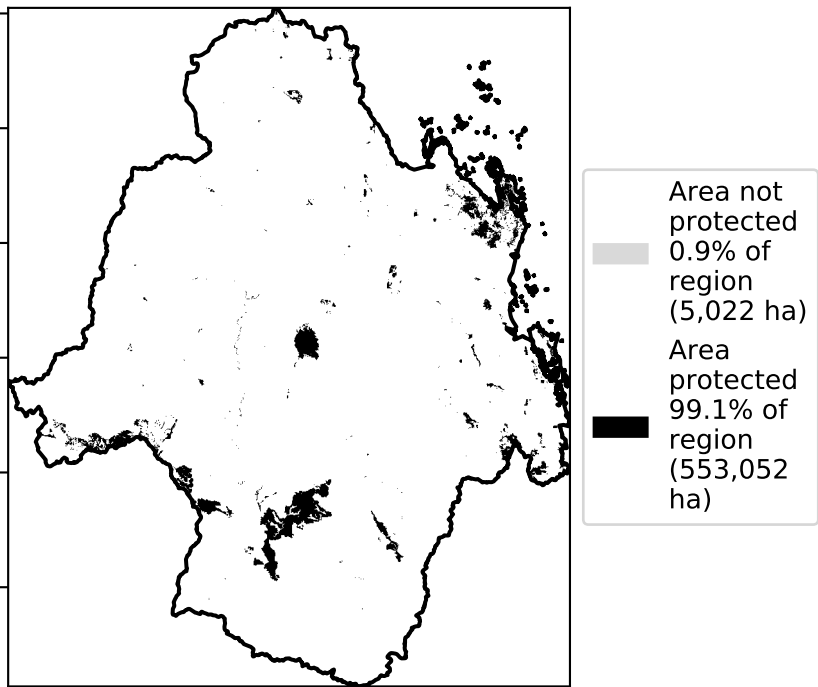 Area not
protected
0.9% of
region
(5,022 ha)
Area
protected
99.1% of
region
(553,052
ha)